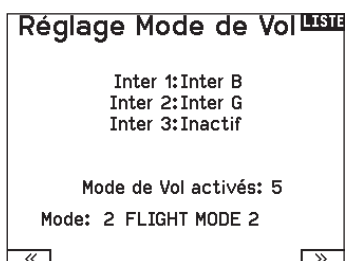 Réglage Mode de Vol LISTE
Inter 1: Inter B
Inter 2: Inter G
Inter 3: Inactif
Mode de Vol activés: 5
Mode: 2 FLIGHT MODE 2
« »